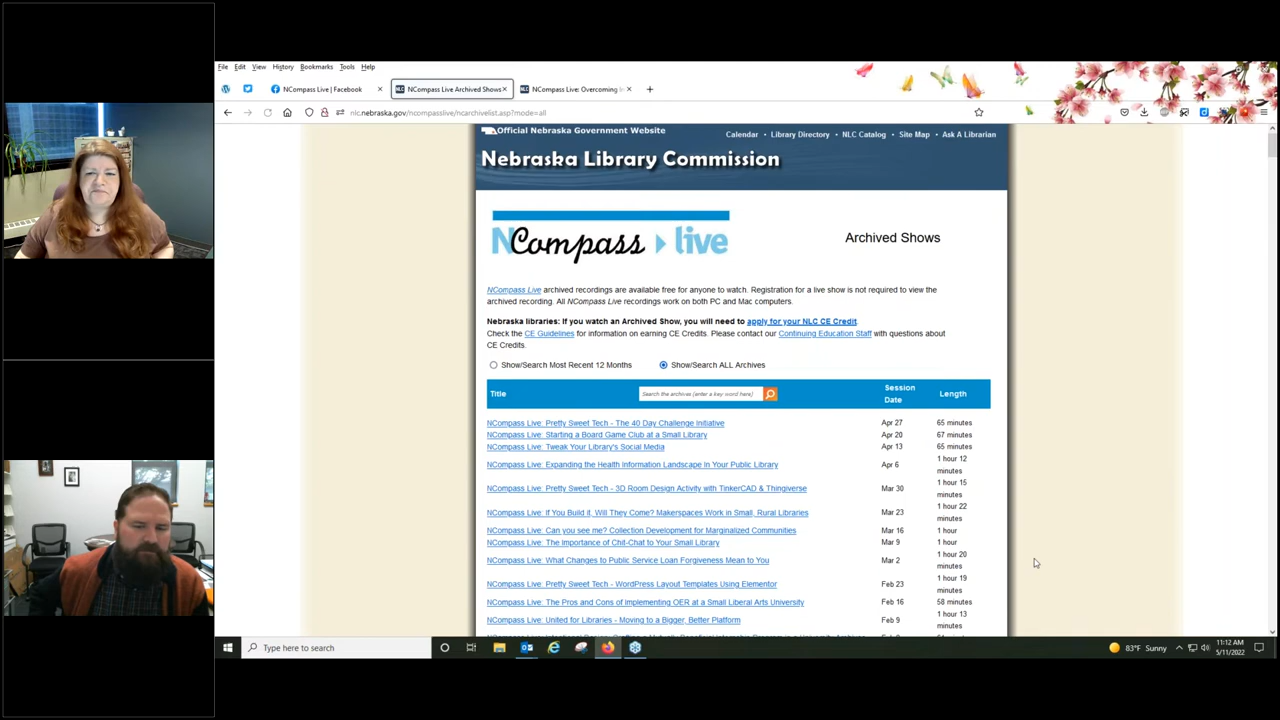 File Edit View History Bookmarks Tools Help
NCompass Live | Facebook
NCompass Live Archived Shows
NCompass Live: Overcoming
nlc.nebraska.gov/ncompasslive/ncarchivelist.asp?mode=all
Official Nebraska Government Website
Calendar • Library Directory • NLC Catalog • Site Map • Ask A Librarian
Nebraska Library Commission
NCompass live
Archived Shows
NCompass Live archived recordings are available free for anyone to watch. Registration for a live show is not required to view the
archived recording. All NCompass Live recordings work on both PC and Mac computers.
Nebraska libraries: If you watch an Archived Show, you will need to apply for your NLC CE Credit.
Check the CE Guidelines for information on earning CE Credits. Please contact our Continuing Education Staff with questions about
CE Credits.
Show/Search Most Recent 12 Months Show/Search ALL Archives
Title Search the archives (enter a key word here) Session Date Length
NCompass Live: Pretty Sweet Tech - The 40 Day Challenge Initiative Apr 27 65 minutes
NCompass Live: Starting a Board Game Club at a Small Library Apr 20 67 minutes
NCompass Live: Tweak Your Library's Social Media Apr 13 65 minutes
NCompass Live: Expanding the Health Information Landscape In Your Public Library Apr 6 1 hour 12 minutes
NCompass Live: Pretty Sweet Tech - 3D Room Design Activity with TinkerCAD & Thingiverse Mar 30 1 hour 15 minutes
NCompass Live: If You Build it, Will They Come? Makerspaces Work in Small, Rural Libraries Mar 23 1 hour 22 minutes
NCompass Live: Can you see me? Collection Development for Marginalized Communities Mar 16 1 hour
NCompass Live: The Importance of Chit-Chat to Your Small Library Mar 9 1 hour
NCompass Live: What Changes to Public Service Loan Forgiveness Mean to You Mar 2 1 hour 20 minutes
NCompass Live: Pretty Sweet Tech - WordPress Layout Templates Using Elementor Feb 23 1 hour 19 minutes
NCompass Live: The Pros and Cons of implementing OER at a Small Liberal Arts University Feb 16 58 minutes
NCompass Live: United for Libraries - Moving to a Bigger, Better Platform Feb 9 1 hour 13 minutes
Type here to search
83°F Sunny
11:12 AM
5/11/2022